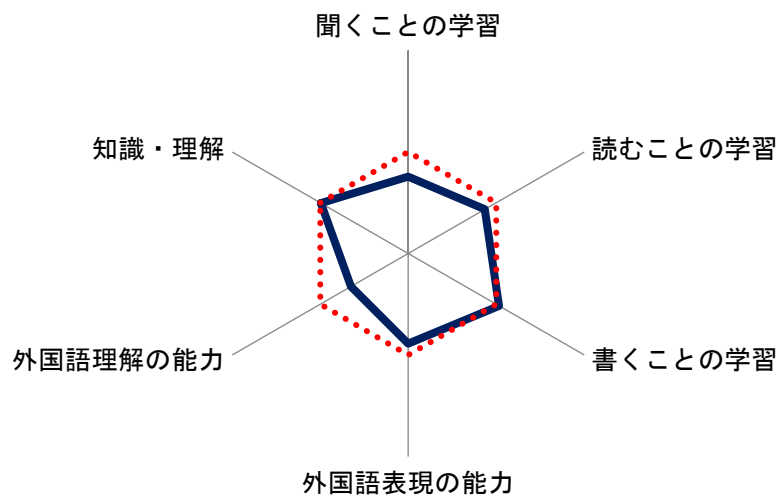 聞くことの学習
知識・理解
読むことの学習
外国語理解の能力
書くことの学習
外国語表現の能力